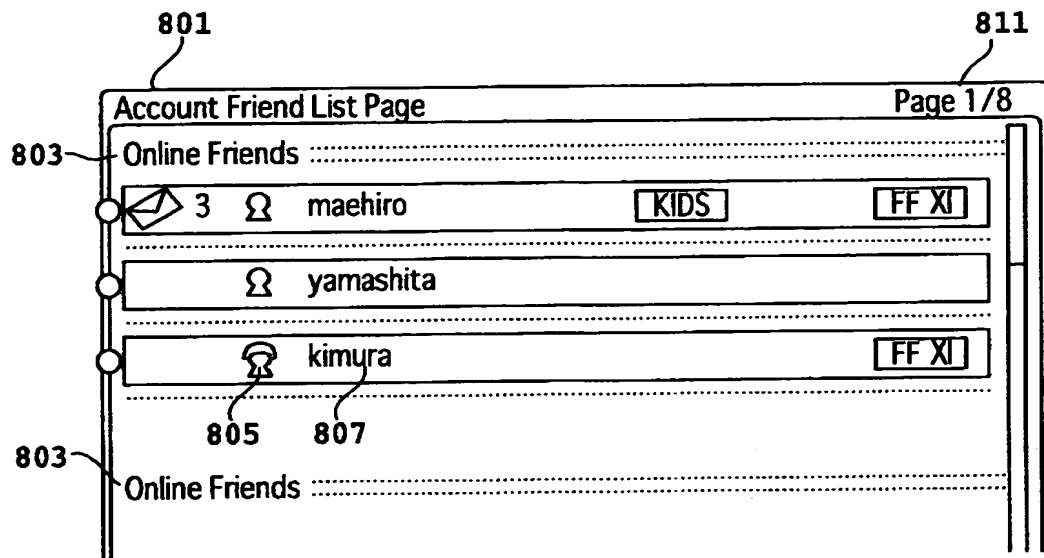 801 811
Account Friend List Page Page 1/8
803 Online Friends
3 maehiro KIDS FF XI
yamashita
kimura FF XI
805 807
803 Online Friends